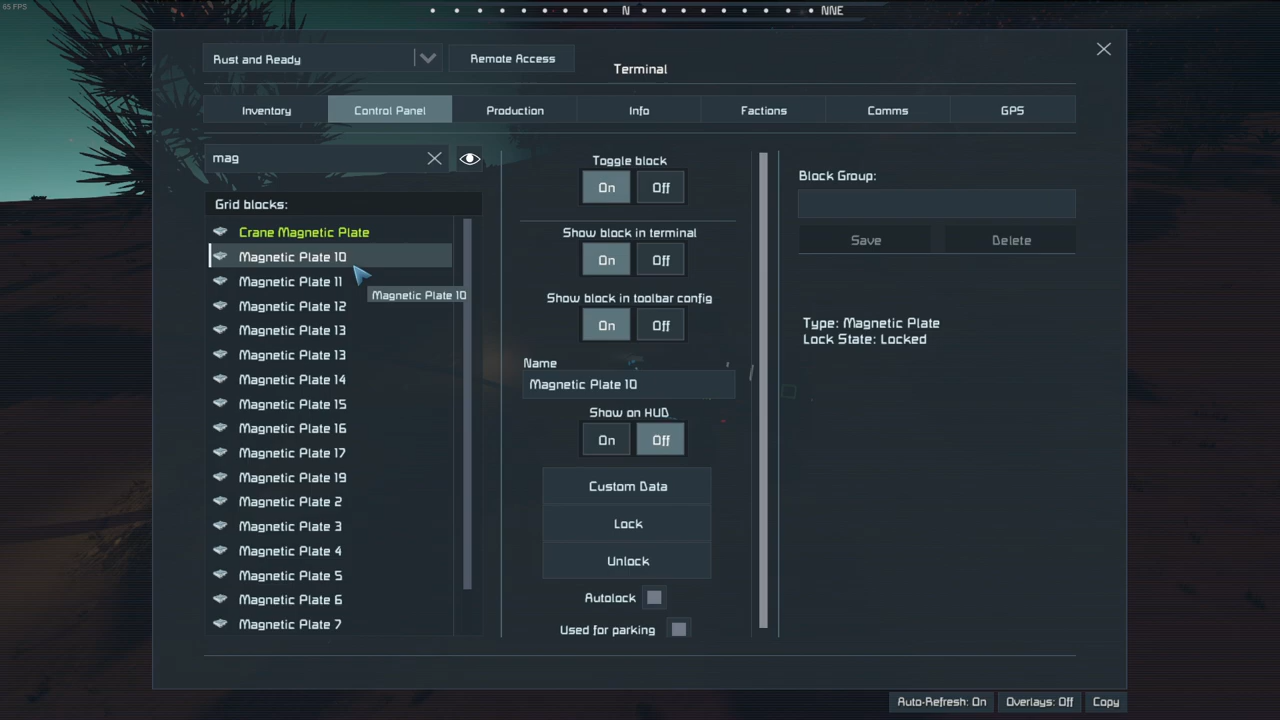 65 FPS
N
NNE
Rust and Ready
Remote Access
Terminal
Inventory
Control Panel
Production
Info
Factions
Comms
GPS
mag
Grid blocks:
Crane Magnetic Plate
Magnetic Plate 10
Magnetic Plate 11
Magnetic Plate 12
Magnetic Plate 13
Magnetic Plate 13
Magnetic Plate 14
Magnetic Plate 15
Magnetic Plate 16
Magnetic Plate 17
Magnetic Plate 19
Magnetic Plate 2
Magnetic Plate 3
Magnetic Plate 4
Magnetic Plate 5
Magnetic Plate 6
Magnetic Plate 7
Magnetic Plate 10
Toggle block
On Off
Show block in terminal
On Off
Show block in toolbar config
On Off
Name
Magnetic Plate 10
Show on HUD
On Off
Custom Data
Lock
Unlock
Autolock
Used for parking
Block Group:
Save
Delete
Type: Magnetic Plate
Lock State: Locked
Auto-Refresh: On
Overlays: Off
Copy